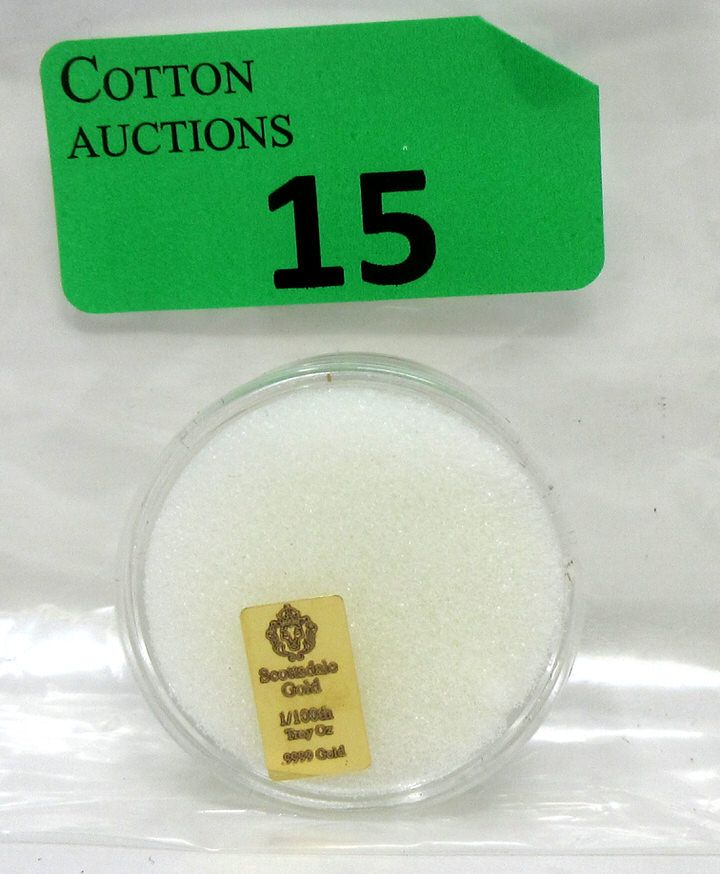 COTTON
AUCTIONS
15
Scottsdale
Gold
1/100th
Troy Oz
.9999 Gold